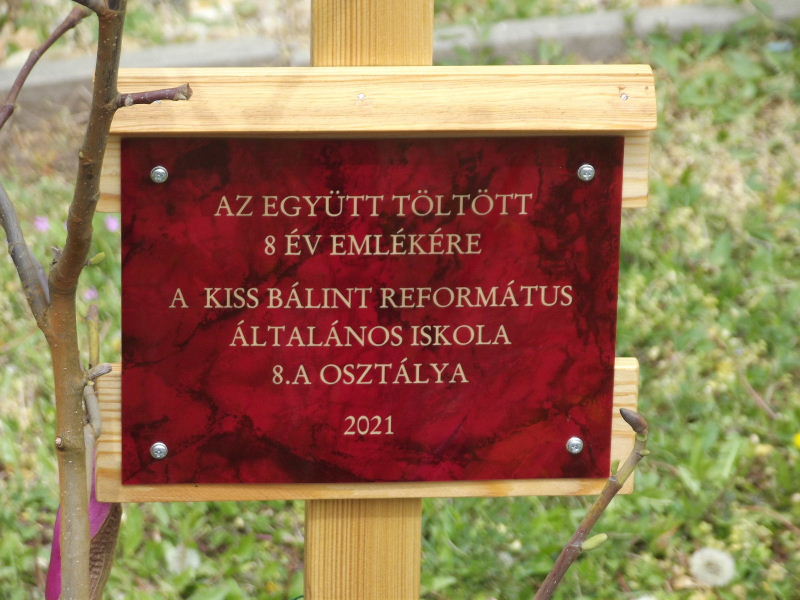 AZ EGYÜTT TÖLTÖTT
8 ÉV EMLÉKÉRE
A KISS BÁLINT REFORMÁTUS
ÁLTALÁNOS ISKOLA
8.A OSZTÁLYA
2021